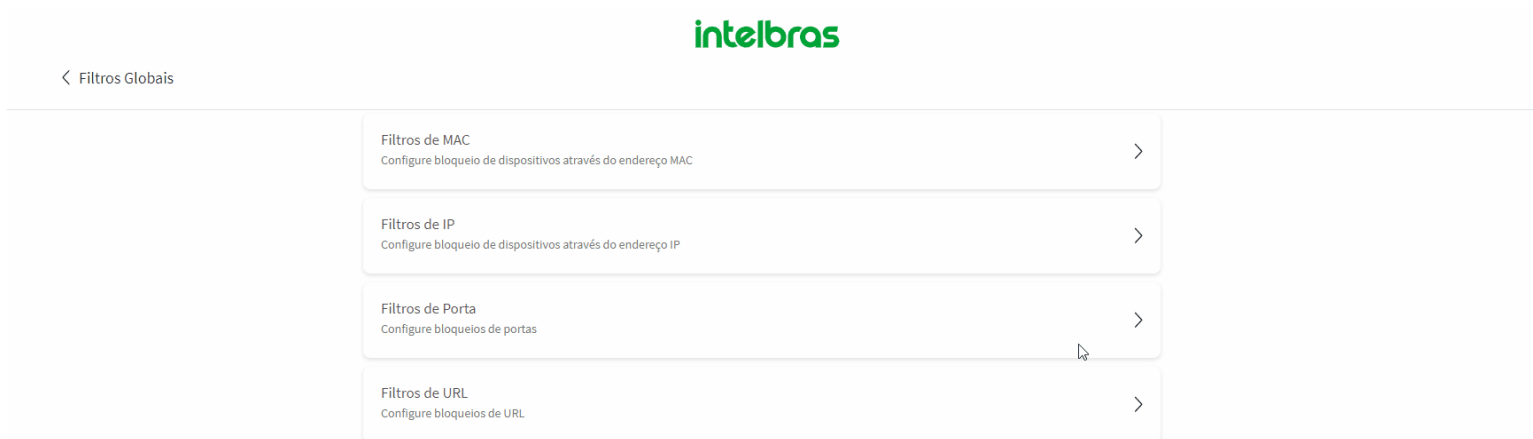 intelbras
Filtros Globais
Filtros de MAC
Configure bloqueio de dispositivos através do endereço MAC
Filtros de IP
Configure bloqueio de dispositivos através do endereço IP
Filtros de Porta
Configure bloqueios de portas
Filtros de URL
Configure bloqueios de URL